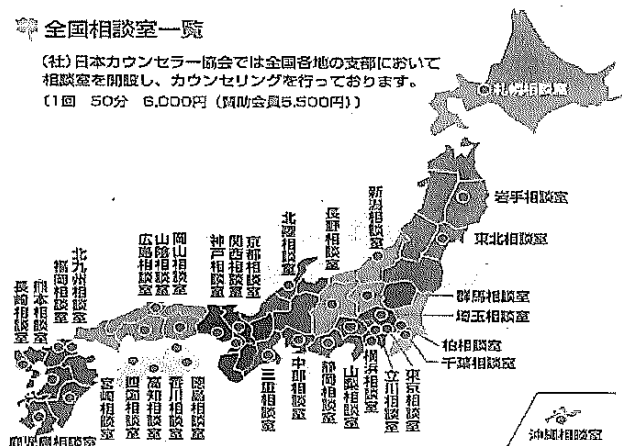 全国相談室一覧
(社)日本カウンセラー協会では全国各地の支部において
相談室を開設し、カウンセリングを行っております。
(1回 50分 6,000円(賛助会員5,500円))
札幌相談室
岩手相談室
東北相談室
群馬相談室
埼玉相談室
柏相談室
千葉相談室
新潟相談室
長野相談室
北陸相談室
京都相談室
関西相談室
神戸相談室
岡山相談室
山陰相談室
広島相談室
北九州相談室
福岡相談室
熊本相談室
長崎相談室
鹿児島相談室
宮崎相談室
四国相談室
高知相談室
香川相談室
徳島相談室
三重相談室
中部相談室
静岡相談室
山梨相談室
横浜相談室
立川相談室
東京相談室
沖縄相談室